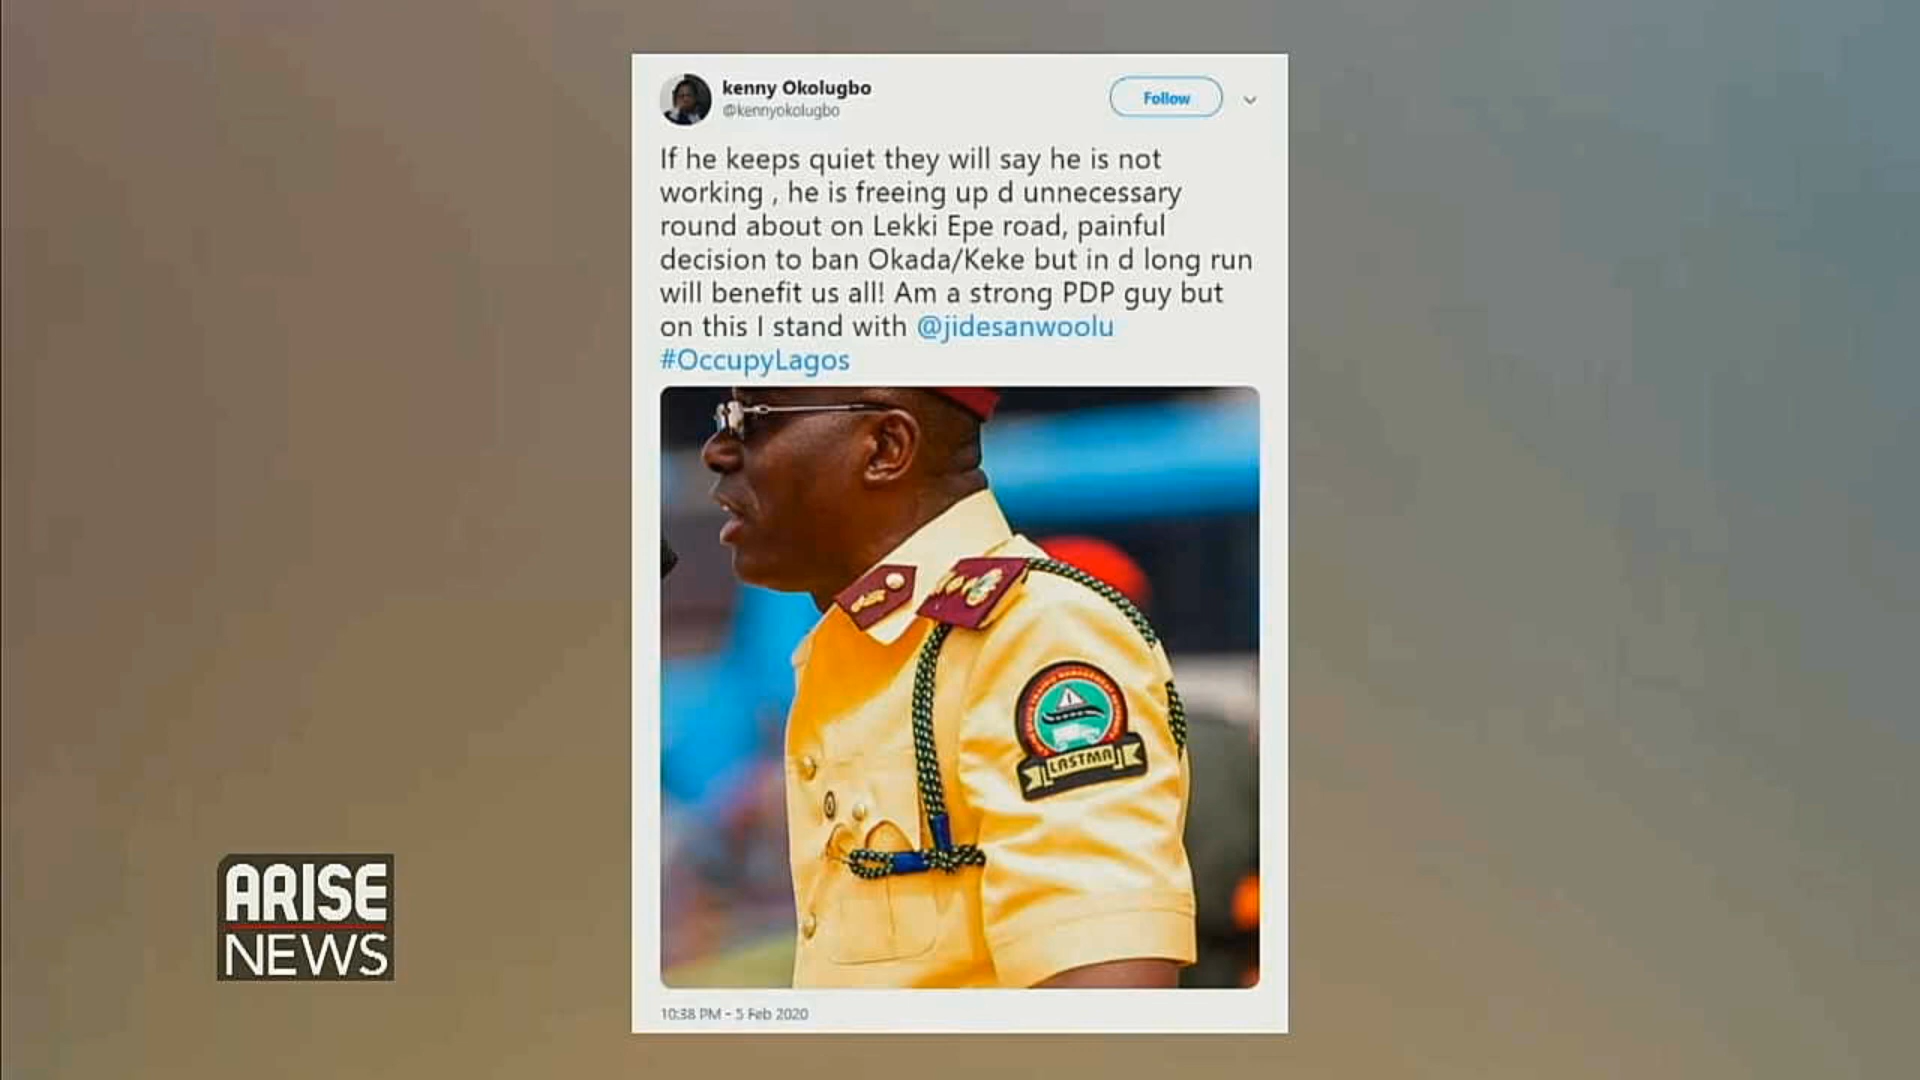 kenny Okolugbo
@kennyokolugbo
Follow
If he keeps quiet they will say he is not
working , he is freeing up d unnecessary
round about on Lekki Epe road, painful
decision to ban Okada/Keke but in d long run
will benefit us all! Am a strong PDP guy but
on this I stand with @jidesanwoolu
#OccupyLagos
LASTMA
10:38 PM - 5 Feb 2020
ARISE
NEWS